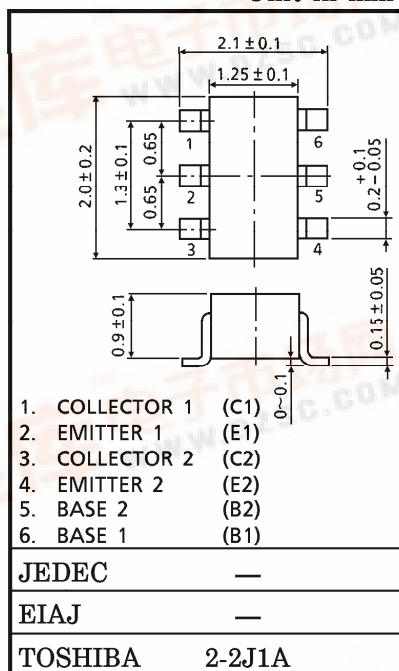 2.1±0.1
1.25±0.1
2.0±0.2
1.3±0.1
0.65
0.65
1
2
3
6
5
4
+0.1
0.2-0.05
0.9±0.1
0.15±0.05
0~0.1
1. COLLECTOR 1 (C1)
2. EMITTER 1 (E1)
3. COLLECTOR 2 (C2)
4. EMITTER 2 (E2)
5. BASE 2 (B2)
6. BASE 1 (B1)
JEDEC —
EIAJ —
TOSHIBA 2-2J1A